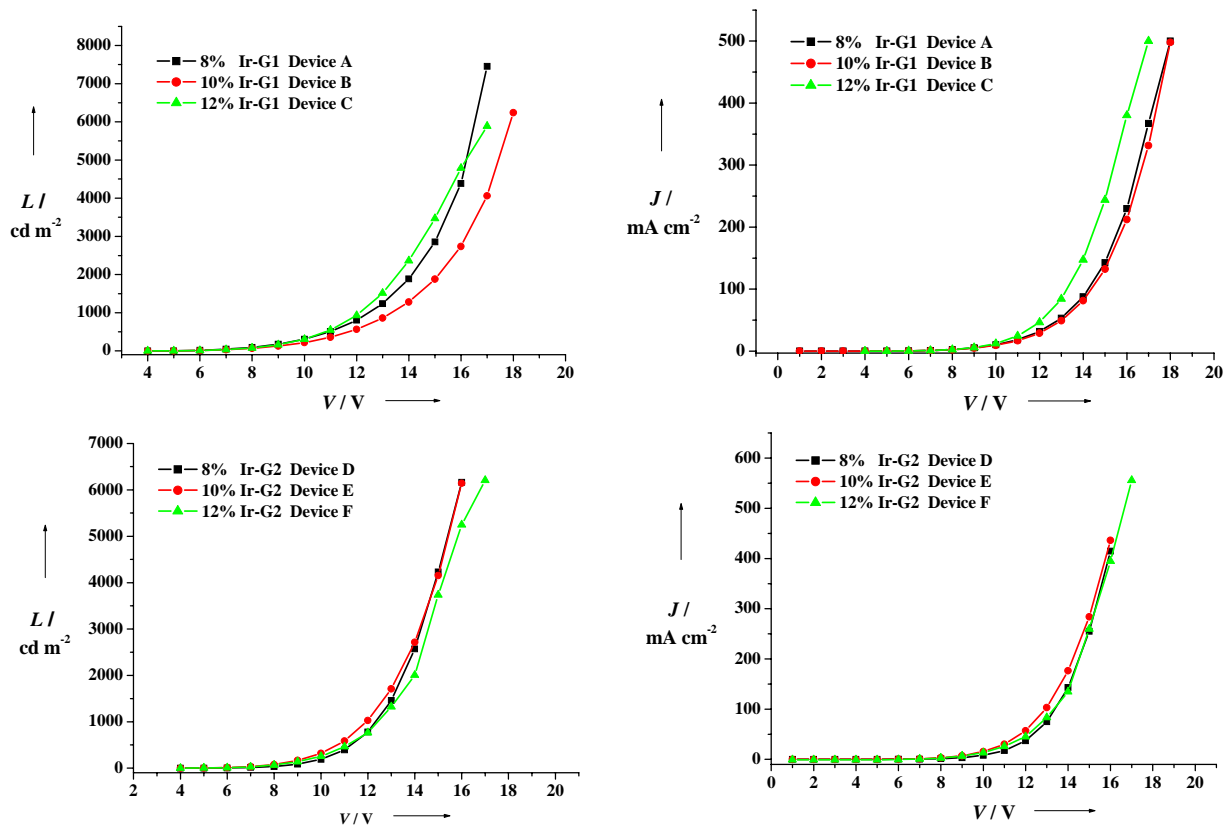 8000
7000
6000
5000
4000
3000
2000
1000
0
L /
cd m-2
8% Ir-G1 Device A
10% Ir-G1 Device B
12% Ir-G1 Device C
4 6 8 10 12 14 16 18 20
V / V
500
400
300
200
100
0
J /
mA cm-2
8% Ir-G1 Device A
10% Ir-G1 Device B
12% Ir-G1 Device C
0 2 4 6 8 10 12 14 16 18 20
V / V
7000
6000
5000
4000
3000
2000
1000
0
L /
cd m-2
8% Ir-G2 Device D
10% Ir-G2 Device E
12% Ir-G2 Device F
2 4 6 8 10 12 14 16 18 20
V / V
600
500
400
300
200
100
0
J /
mA cm-2
8% Ir-G2 Device D
10% Ir-G2 Device E
12% Ir-G2 Device F
0 2 4 6 8 10 12 14 16 18 20
V / V